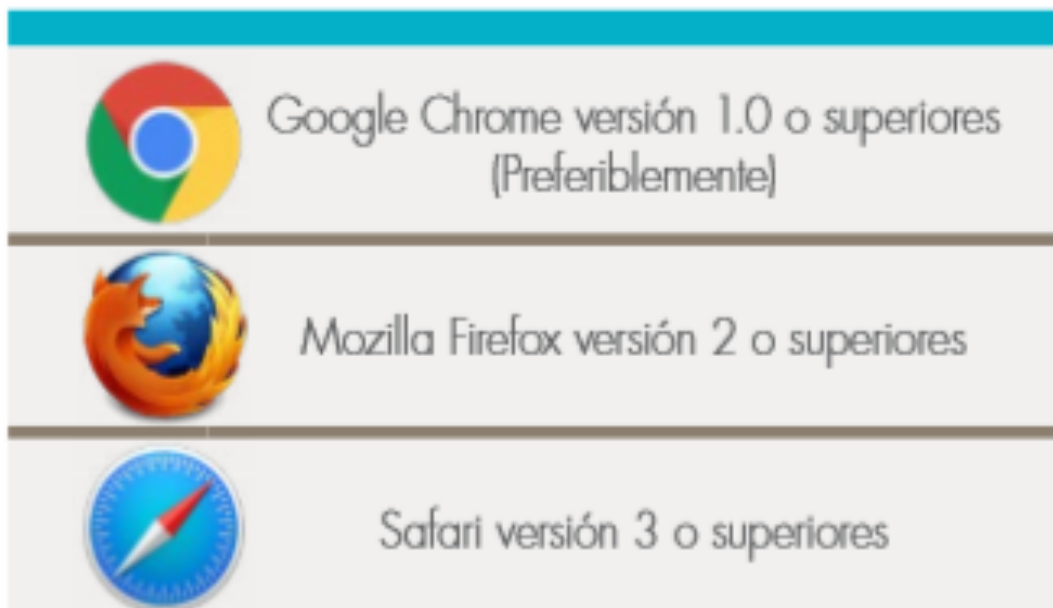 Google Chrome versión 1.0 o superiores
(Preferiblemente)
Mozilla Firefox versión 2 o superiores
Safari versión 3 o superiores